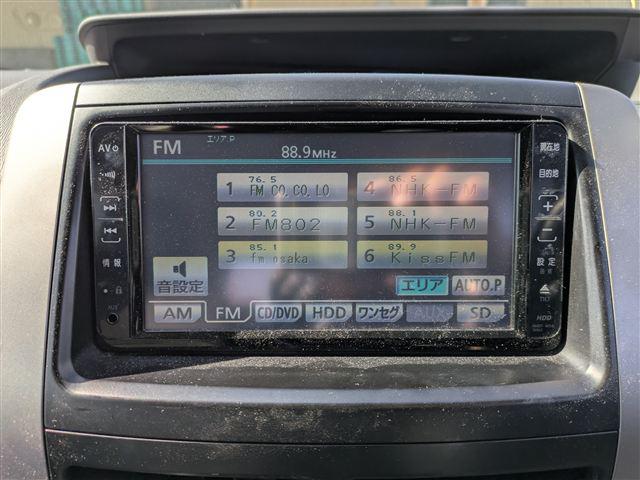 AV
FM エリア.P
88.9MHz
現在地
目的地
情報
設定
AUX
TILT
HDD
76.5
1 FM CO.CO.LO
86.5
4 NHK-FM
80.2
2 FM802
88.1
5 NHK-FM
85.1
3 fm osaka
89.9
6 KissFM
音設定
エリア AUTO.P
AM FM CD/DVD HDD ワンセグ AUX SD